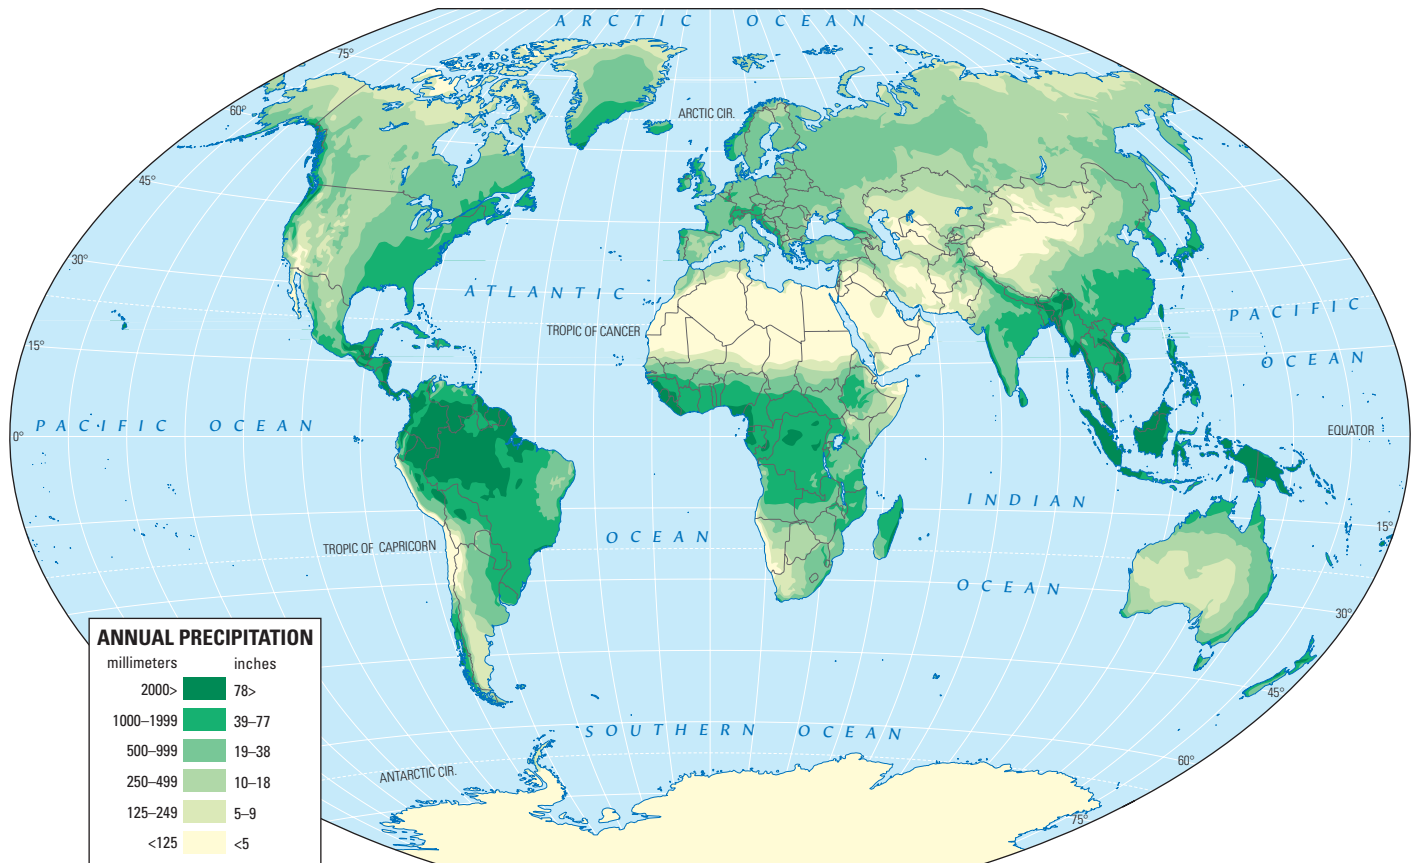 ARCTIC OCEAN
75°
60°
ARCTIC CIR.
45°
30°
ATLANTIC
PACIFIC
TROPIC OF CANCER
15°
OCEAN
PACIFIC OCEAN
0°
EQUATOR
INDIAN
15°
OCEAN
TROPIC OF CAPRICORN
OCEAN
30°
ANNUAL PRECIPITATION
millimeters inches
2000> 78>
1000–1999 39–77
500–999 19–38
250–499 10–18
125–249 5–9
<125 <5
45°
SOUTHERN OCEAN
60°
ANTARCTIC CIR.
75°